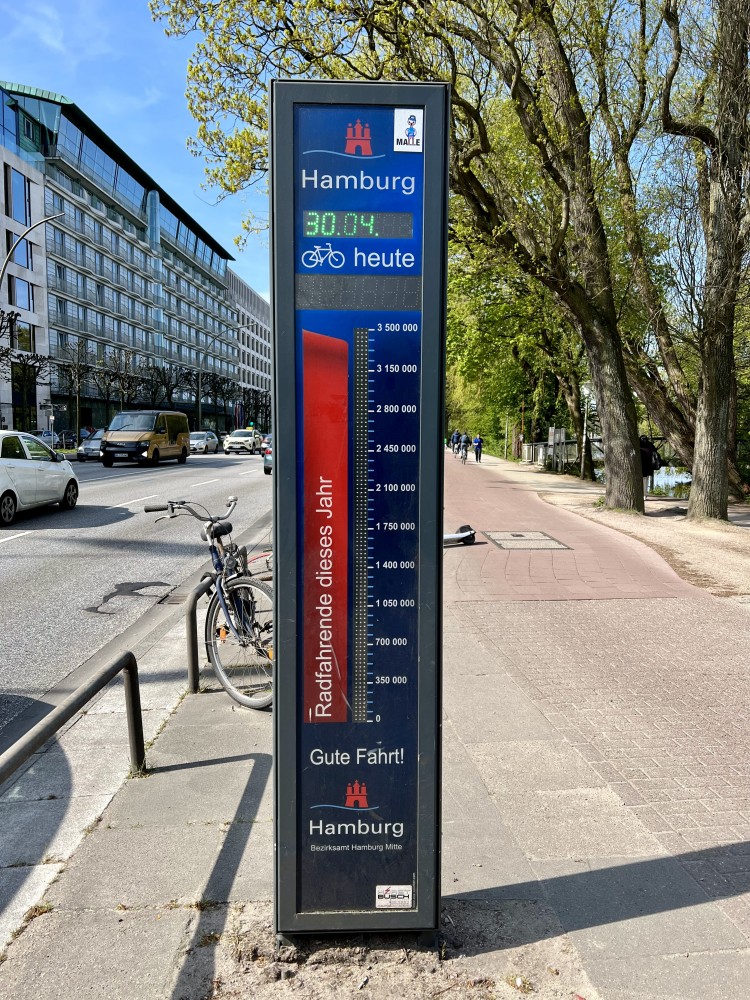 MALLE
Hamburg
30.04.
heute
3 500 000
3 150 000
2 800 000
2 450 000
2 100 000
1 750 000
1 400 000
1 050 000
700 000
350 000
0
Radfahrende dieses Jahr
Gute Fahrt!
Hamburg
Bezirksamt Hamburg Mitte
HORST
BUSCH